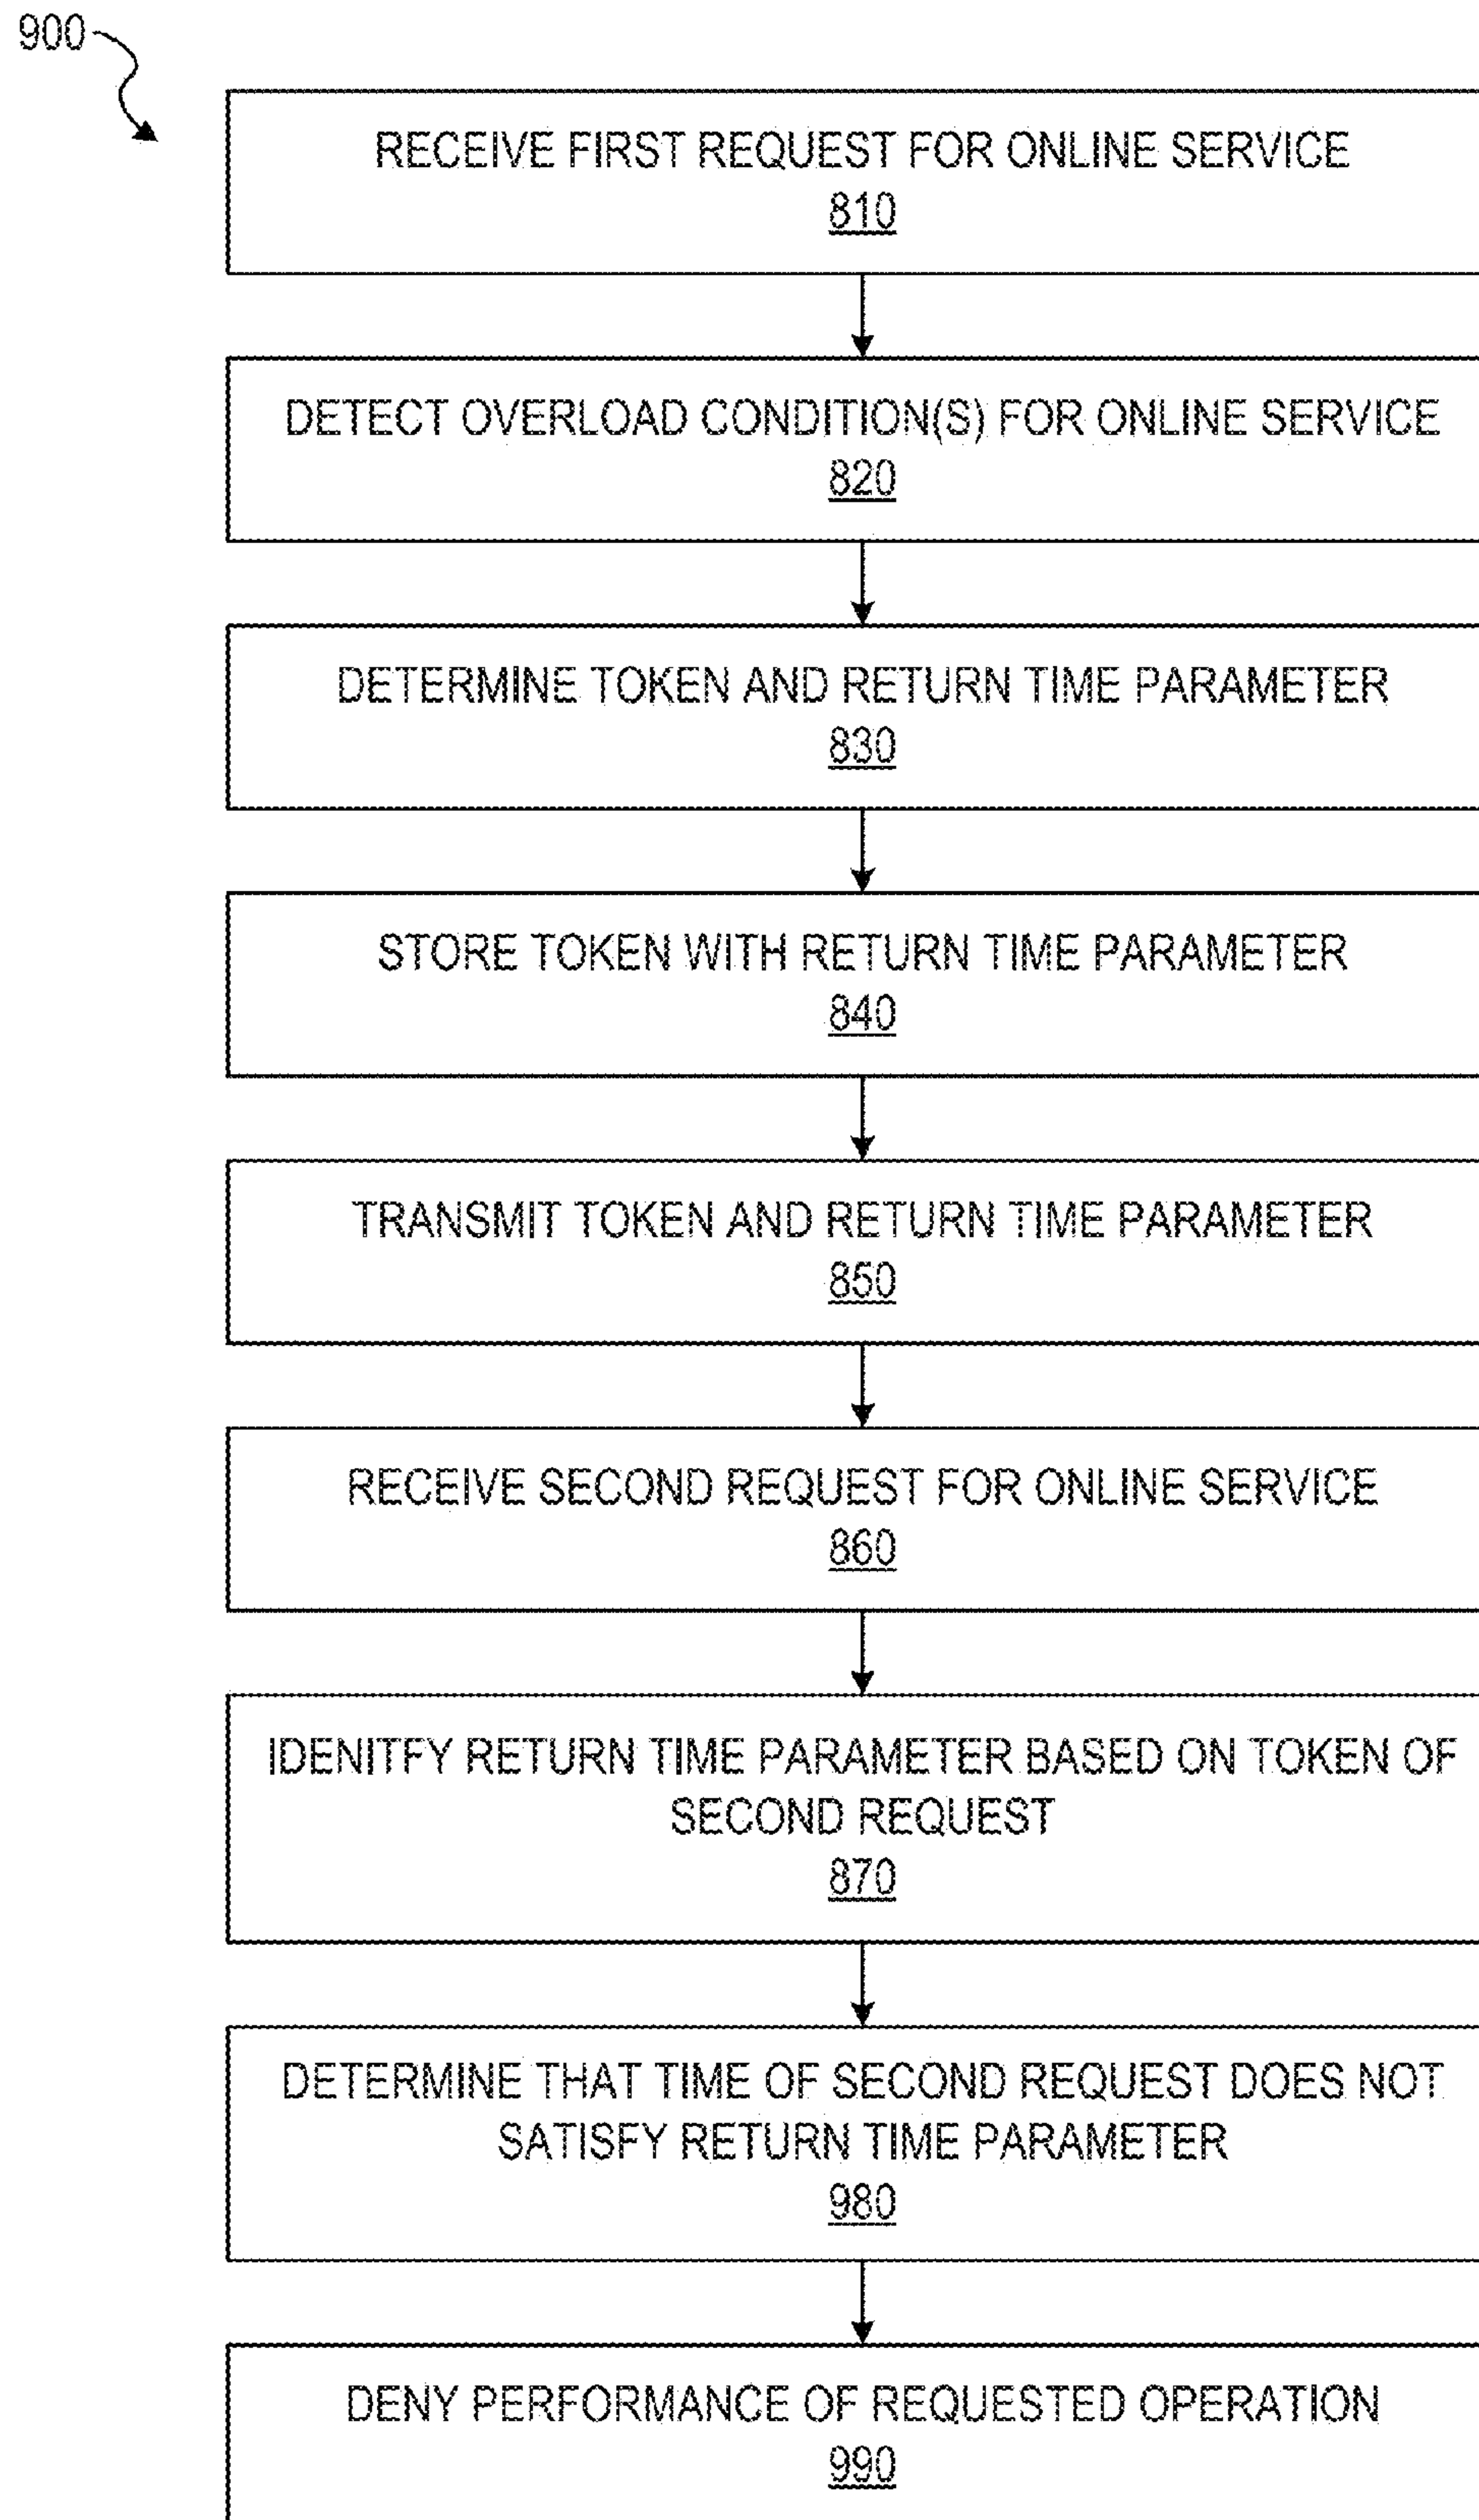 900
RECEIVE FIRST REQUEST FOR ONLINE SERVICE
810
DETECT OVERLOAD CONDITION(S) FOR ONLINE SERVICE
820
DETERMINE TOKEN AND RETURN TIME PARAMETER
830
STORE TOKEN WITH RETURN TIME PARAMETER
840
TRANSMIT TOKEN AND RETURN TIME PARAMETER
850
RECEIVE SECOND REQUEST FOR ONLINE SERVICE
860
IDENITFY RETURN TIME PARAMETER BASED ON TOKEN OF
SECOND REQUEST
870
DETERMINE THAT TIME OF SECOND REQUEST DOES NOT
SATISFY RETURN TIME PARAMETER
980
DENY PERFORMANCE OF REQUESTED OPERATION
990